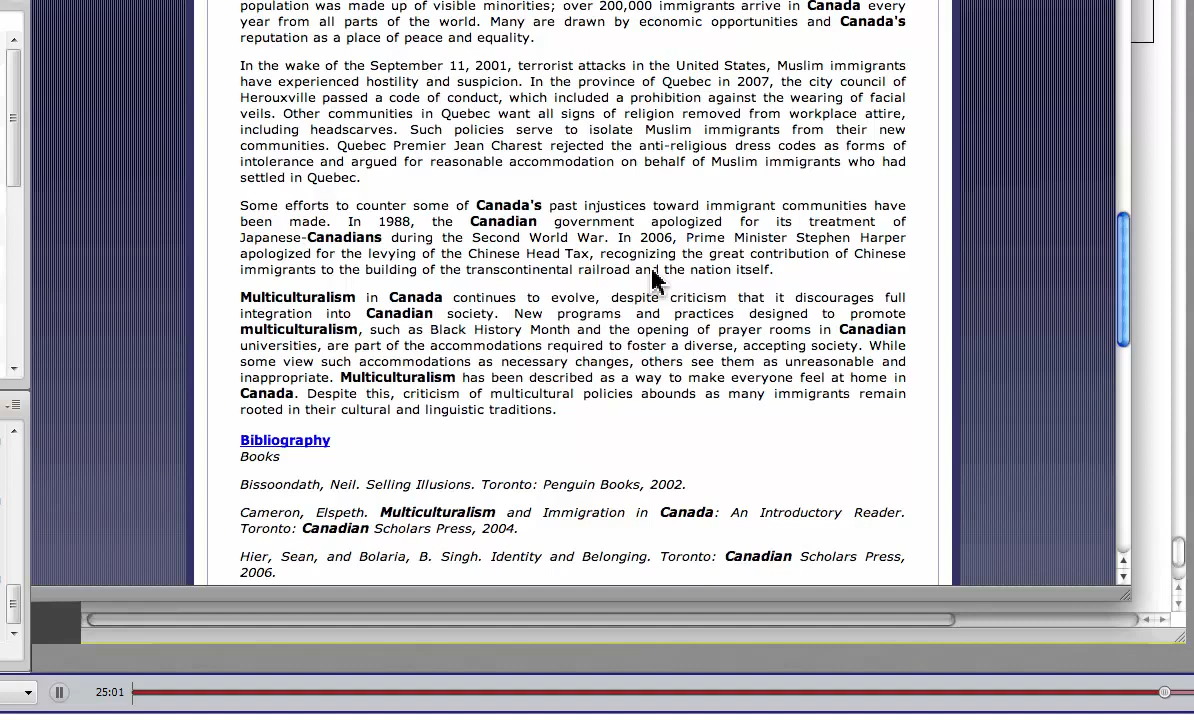 population was made up of visible minorities; over 200,000 immigrants arrive in Canada every
year from all parts of the world. Many are drawn by economic opportunities and Canada's
reputation as a place of peace and equality.
In the wake of the September 11, 2001, terrorist attacks in the United States, Muslim immigrants
have experienced hostility and suspicion. In the province of Quebec in 2007, the city council of
Herouxville passed a code of conduct, which included a prohibition against the wearing of facial
veils. Other communities in Quebec want all signs of religion removed from workplace attire,
including headscarves. Such policies serve to isolate Muslim immigrants from their new
communities. Quebec Premier Jean Charest rejected the anti-religious dress codes as forms of
intolerance and argued for reasonable accommodation on behalf of Muslim immigrants who had
settled in Quebec.
Some efforts to counter some of Canada's past injustices toward immigrant communities have
been made. In 1988, the Canadian government apologized for its treatment of
Japanese-Canadians during the Second World War. In 2006, Prime Minister Stephen Harper
apologized for the levying of the Chinese Head Tax, recognizing the great contribution of Chinese
immigrants to the building of the transcontinental railroad and the nation itself.
Multiculturalism in Canada continues to evolve, despite criticism that it discourages full
integration into Canadian society. New programs and practices designed to promote
multiculturalism, such as Black History Month and the opening of prayer rooms in Canadian
universities, are part of the accommodations required to foster a diverse, accepting society. While
some view such accommodations as necessary changes, others see them as unreasonable and
inappropriate. Multiculturalism has been described as a way to make everyone feel at home in
Canada. Despite this, criticism of multicultural policies abounds as many immigrants remain
rooted in their cultural and linguistic traditions.
Bibliography
Books
Bissoondath, Neil. Selling Illusions. Toronto: Penguin Books, 2002.
Cameron, Elspeth. Multiculturalism and Immigration in Canada: An Introductory Reader.
Toronto: Canadian Scholars Press, 2004.
Hier, Sean, and Bolaria, B. Singh. Identity and Belonging. Toronto: Canadian Scholars Press,
2006.
25:01